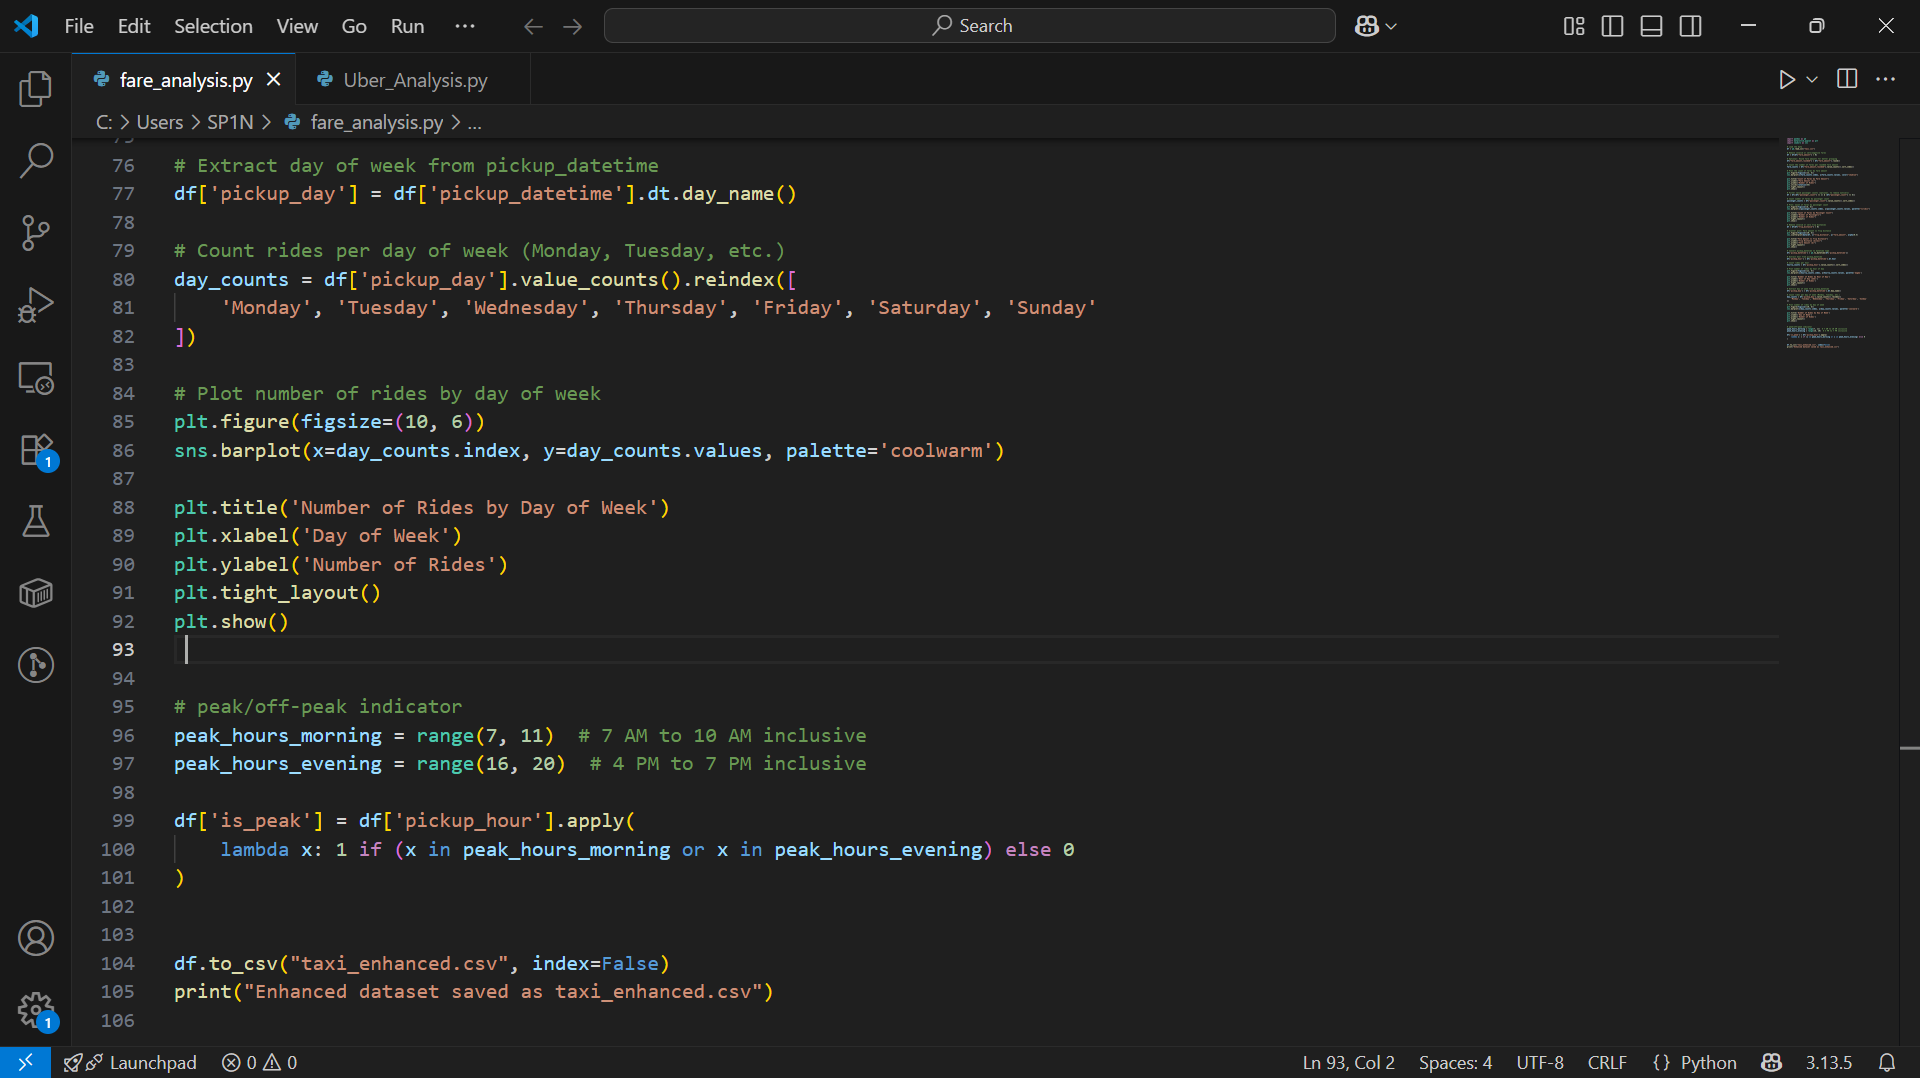 File Edit Selection View Go Run ··· Search
fare_analysis.py Uber_Analysis.py
C: > Users > SP1N > fare_analysis.py > ...
75
76 # Extract day of week from pickup_datetime
77 df['pickup_day'] = df['pickup_datetime'].dt.day_name()
78
79 # Count rides per day of week (Monday, Tuesday, etc.)
80 day_counts = df['pickup_day'].value_counts().reindex([
81     'Monday', 'Tuesday', 'Wednesday', 'Thursday', 'Friday', 'Saturday', 'Sunday'
82 ])
83
84 # Plot number of rides by day of week
85 plt.figure(figsize=(10, 6))
86 sns.barplot(x=day_counts.index, y=day_counts.values, palette='coolwarm')
87
88 plt.title('Number of Rides by Day of Week')
89 plt.xlabel('Day of Week')
90 plt.ylabel('Number of Rides')
91 plt.tight_layout()
92 plt.show()
93
94
95 # peak/off-peak indicator
96 peak_hours_morning = range(7, 11)  # 7 AM to 10 AM inclusive
97 peak_hours_evening = range(16, 20)  # 4 PM to 7 PM inclusive
98
99 df['is_peak'] = df['pickup_hour'].apply(
100     lambda x: 1 if (x in peak_hours_morning or x in peak_hours_evening) else 0
101 )
102
103
104 df.to_csv("taxi_enhanced.csv", index=False)
105 print("Enhanced dataset saved as taxi_enhanced.csv")
106
1
1
Launchpad 0 0 Ln 93, Col 2 Spaces: 4 UTF-8 CRLF {} Python 3.13.5